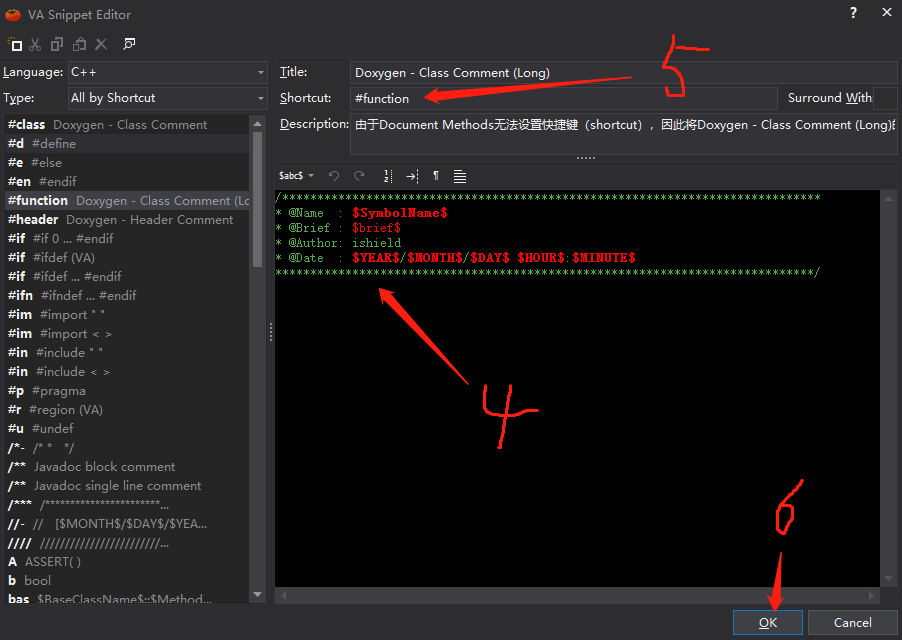 VA Snippet Editor
?
Language: C++
Type: All by Shortcut
#class Doxygen - Class Comment
#d #define
#e #else
#en #endif
#function Doxygen - Class Comment (Lo
#header Doxygen - Header Comment
#if #if 0 ... #endif
#if #ifdef (VA)
#if #ifdef ... #endif
#ifn #ifndef ... #endif
#im #import " "
#im #import < >
#in #include " "
#in #include < >
#p #pragma
#r #region (VA)
#u #undef
/*- /* * */
/** Javadoc block comment
/** Javadoc single line comment
/*** /***********************...
//- // [$MONTH$/$DAY$/$YEA...
//// ////////////////////////...
A ASSERT( )
b bool
bas $BaseClassName$::$Method...
Title: Doxygen - Class Comment (Long)
5
Shortcut: #function
Surround With:
Description: 由于Document Methods无法设置快捷键（shortcut），因此将Doxygen - Class Comment (Long)的
$abc$
/*****************************************************************************
* @Name : $SymbolName$
* @Brief : $brief$
* @Author: ishield
* @Date : $YEAR$/$MONTH$/$DAY$ $HOUR$:$MINUTE$
*****************************************************************************/
4
6
OK
Cancel